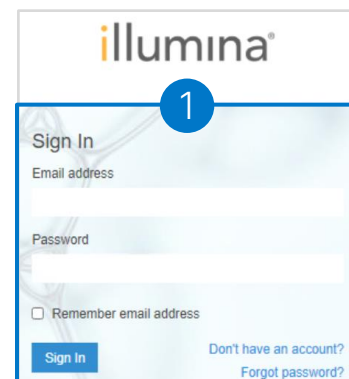 illumina®
1
Sign In
Email address
Password
Remember email address
Sign In
Don't have an account?
Forgot password?